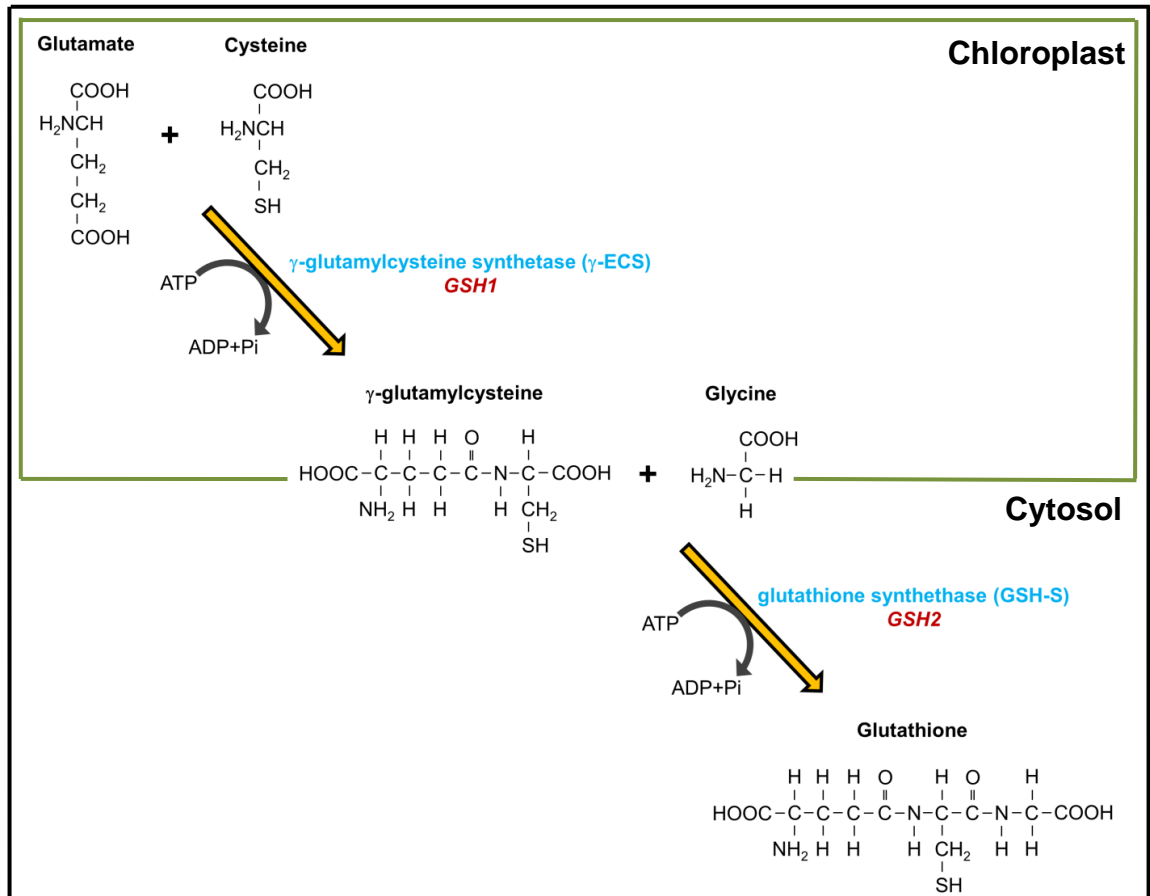 Chloroplast
Glutamate
Cysteine
COOH
H₂NCH
CH₂
CH₂
COOH
+
COOH
H₂NCH
CH₂
SH
γ-glutamylcysteine synthetase (γ-ECS)
GSH1
ATP
ADP+Pi
γ-glutamylcysteine
Glycine
H H H O H
HOOC-C-C-C-C-N-C-COOH
NH₂ H H H CH₂
SH
+
COOH
H₂N-C-H
H
Cytosol
glutathione synthethase (GSH-S)
GSH2
ATP
ADP+Pi
Glutathione
H H H O H O H
HOOC-C-C-C-C-N-C-C-N-C-COOH
NH₂ H H H CH₂ H H
SH